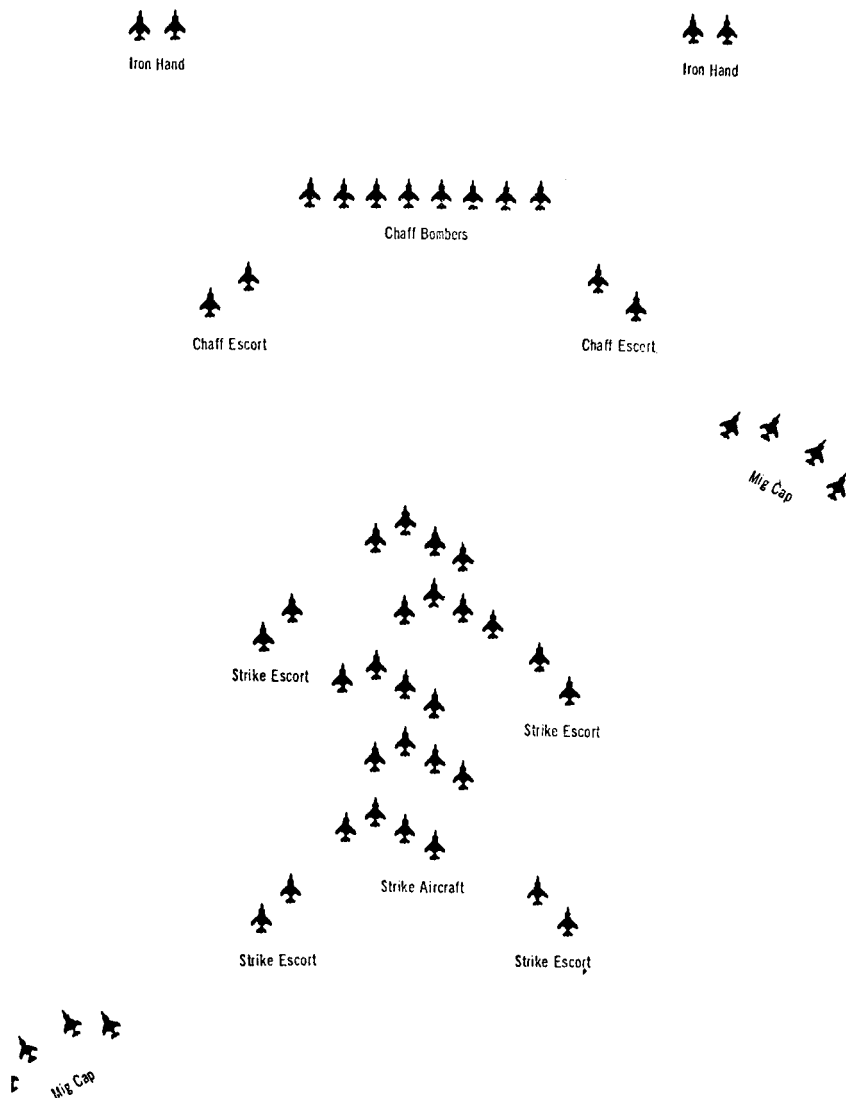 Iron Hand
Iron Hand
Chaff Bombers
Chaff Escort
Chaff Escort
Mig Cap
Strike Escort
Strike Escort
Strike Aircraft
Strike Escort
Strike Escort
Mig Cap